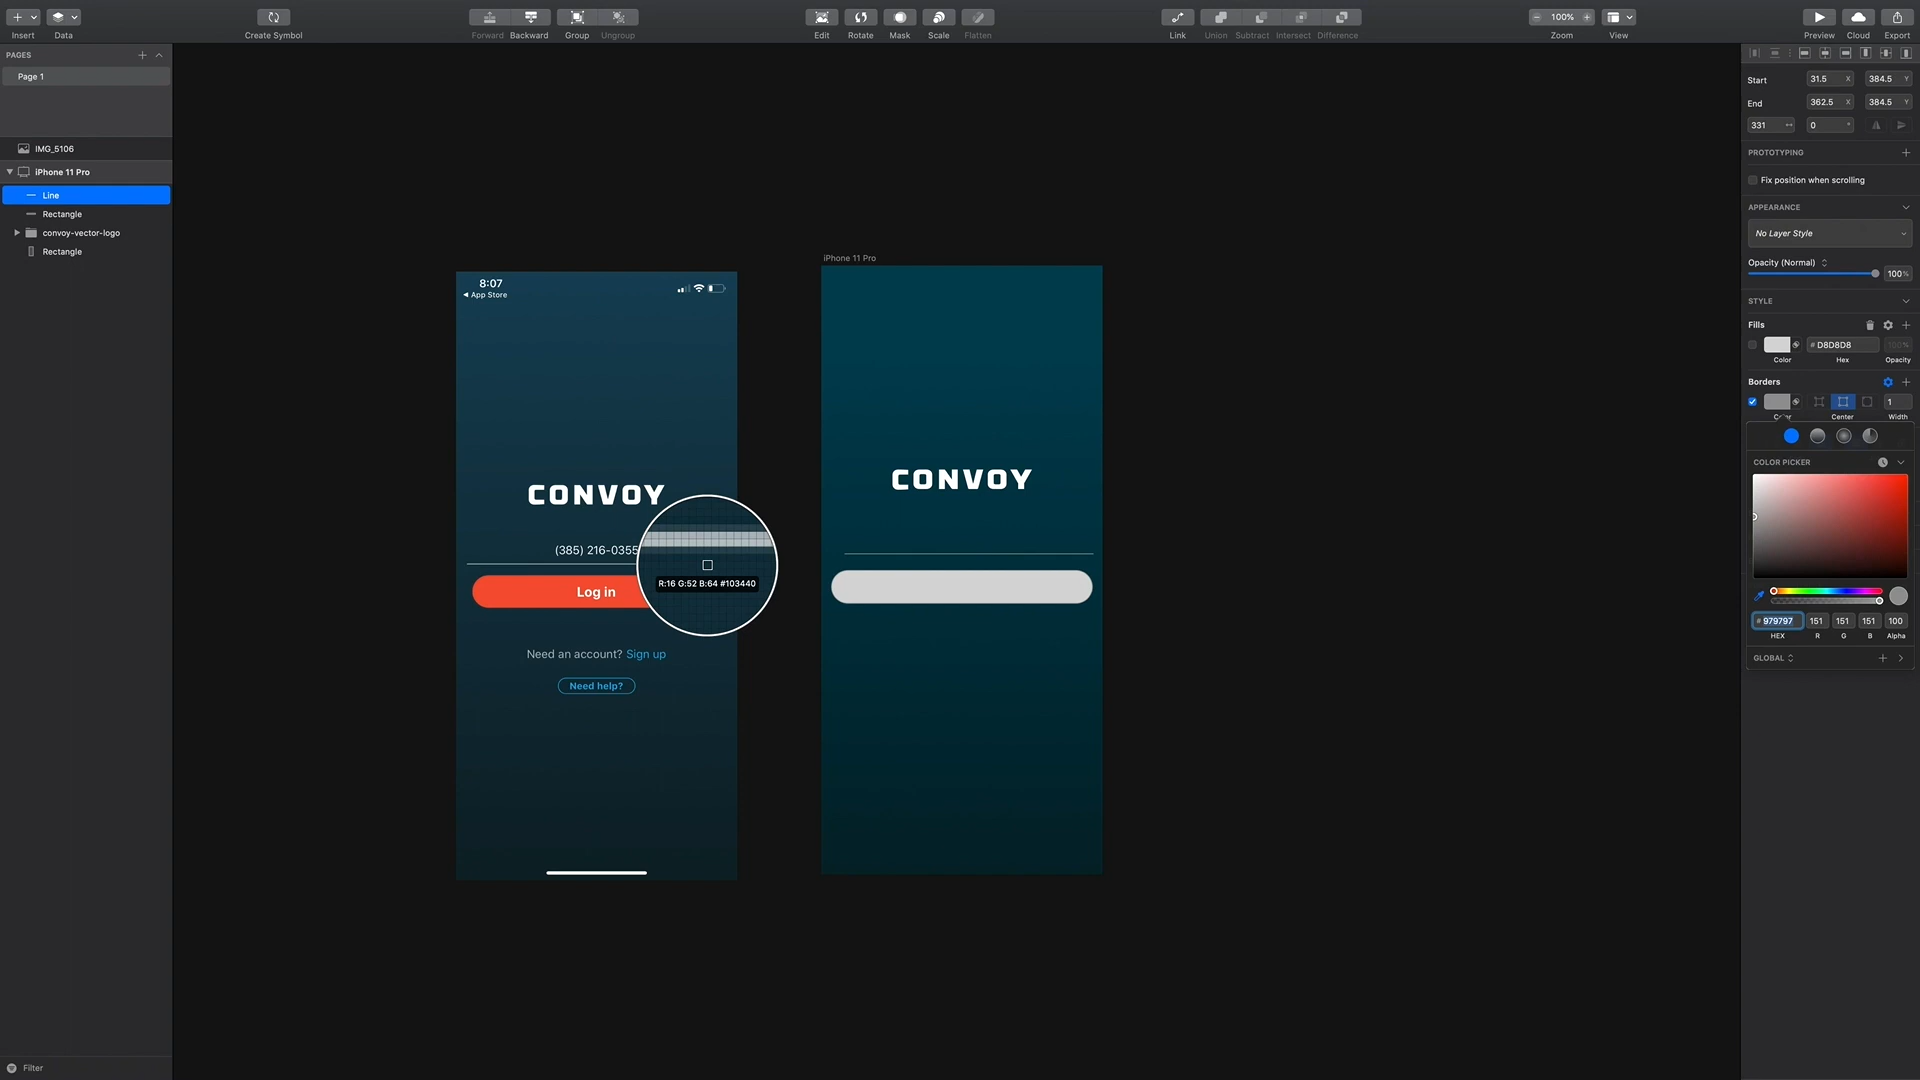 Insert
Data
Create Symbol
Forward
Backward
Group
Ungroup
Edit
Rotate
Mask
Scale
Flatten
Link
Union
Subtract
Intersect
Difference
100%
Zoom
View
Preview
Cloud
Export
PAGES
Page 1
IMG_5106
iPhone 11 Pro
Line
Rectangle
convoy-vector-logo
Rectangle
Filter
8:07
App Store
CONVOY
(385) 216-0355
Log in
R:16 G:52 B:64 #103440
Need an account? Sign up
Need help?
iPhone 11 Pro
CONVOY
Start 31.5 X 384.5 Y
End 362.5 X 384.5 Y
331 0 °
PROTOTYPING
Fix position when scrolling
APPEARANCE
No Layer Style
Opacity (Normal) 100%
STYLE
Fills
# D8D8D8 100%
Color Hex Opacity
Borders
1
Color Center Width
COLOR PICKER
# 979797 151 151 151 100
HEX R G B Alpha
GLOBAL